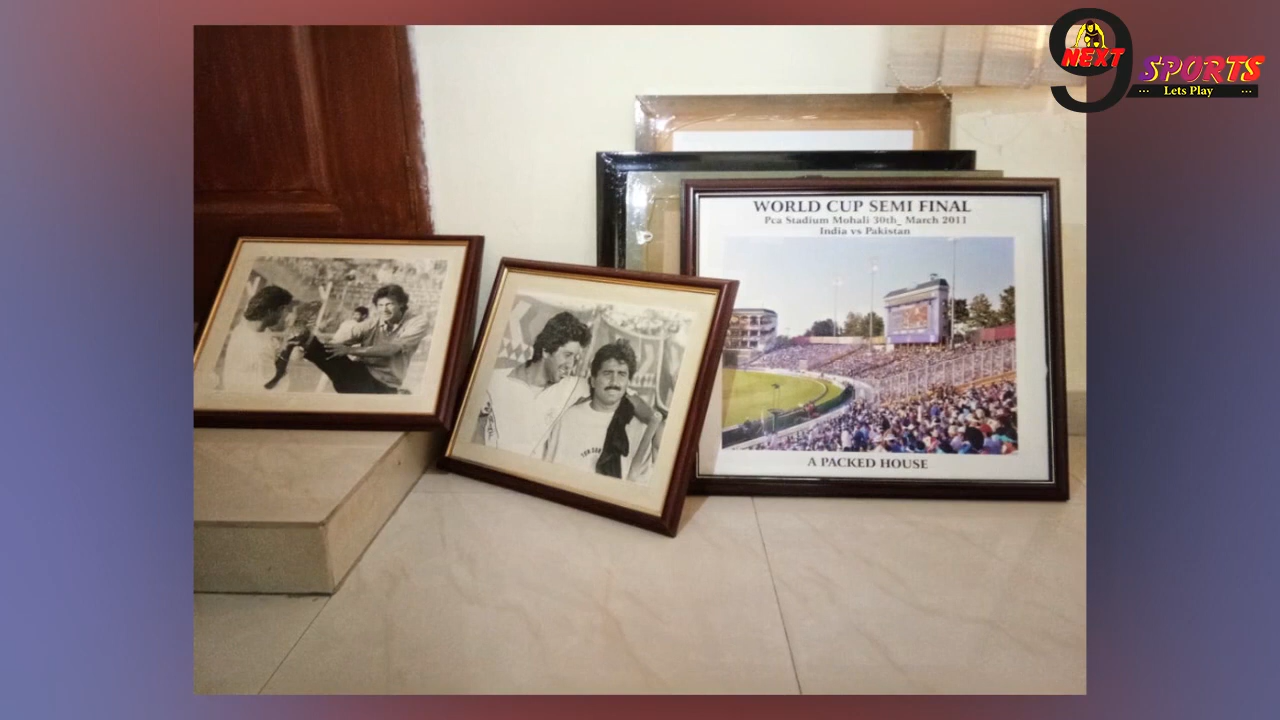 9
NEXT
SPORTS
... Lets Play ...
WORLD CUP SEMI FINAL
Pca Stadium Mohali 30th_ March 2011
India vs Pakistan
A PACKED HOUSE